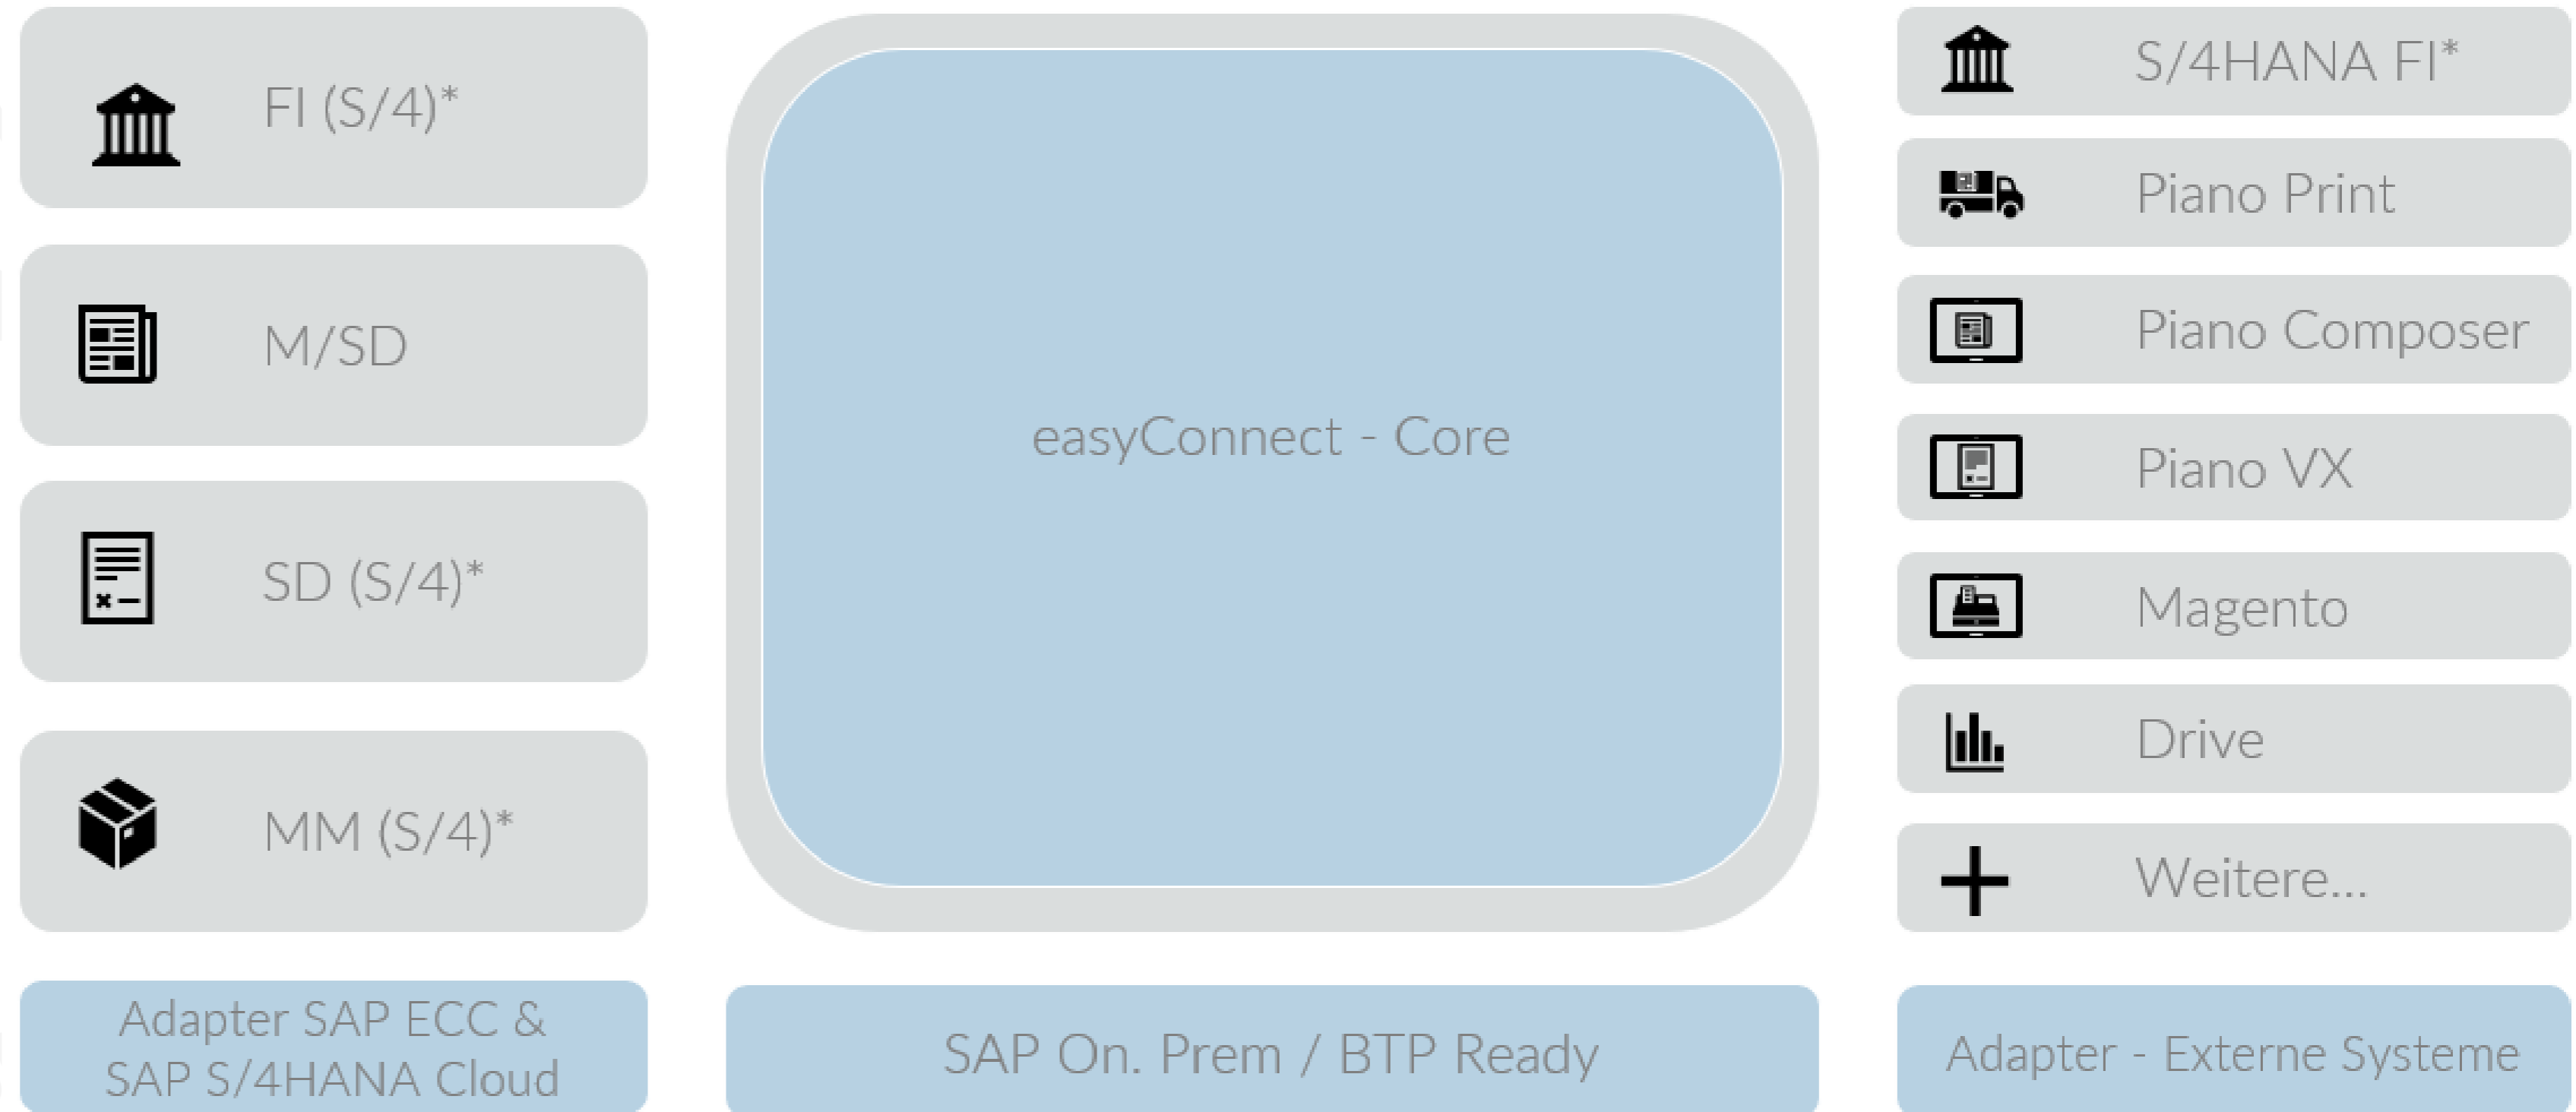 FI (S/4)*
M/SD
SD (S/4)*
MM (S/4)*
Adapter SAP ECC &
SAP S/4HANA Cloud
easyConnect - Core
SAP On. Prem / BTP Ready
S/4HANA FI*
Piano Print
Piano Composer
Piano VX
Magento
Drive
Weitere...
Adapter - Externe Systeme